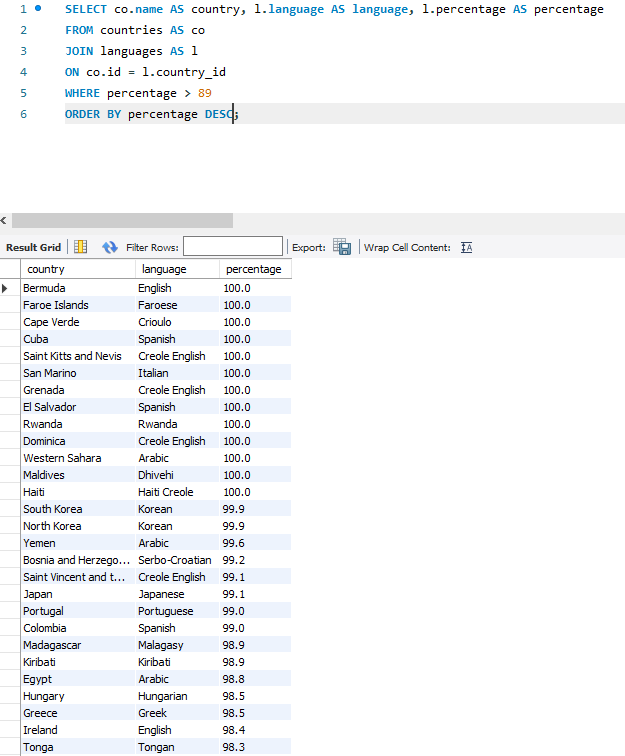 1 SELECT co.name AS country, l.language AS language, l.percentage AS percentage
2 FROM countries AS co
3 JOIN languages AS l
4 ON co.id = l.country_id
5 WHERE percentage > 89
6 ORDER BY percentage DESC;
Result Grid Filter Rows: Export: Wrap Cell Content: IA
country language percentage
Bermuda English 100.0
Faroe Islands Faroese 100.0
Cape Verde Crioulo 100.0
Cuba Spanish 100.0
Saint Kitts and Nevis Creole English 100.0
San Marino Italian 100.0
Grenada Creole English 100.0
El Salvador Spanish 100.0
Rwanda Rwanda 100.0
Dominica Creole English 100.0
Western Sahara Arabic 100.0
Maldives Dhivehi 100.0
Haiti Haiti Creole 100.0
South Korea Korean 99.9
North Korea Korean 99.9
Yemen Arabic 99.6
Bosnia and Herzego... Serbo-Croatian 99.2
Saint Vincent and t... Creole English 99.1
Japan Japanese 99.1
Portugal Portuguese 99.0
Colombia Spanish 99.0
Madagascar Malagasy 98.9
Kiribati Kiribati 98.9
Egypt Arabic 98.8
Hungary Hungarian 98.5
Greece Greek 98.5
Ireland English 98.4
Tonga Tongan 98.3